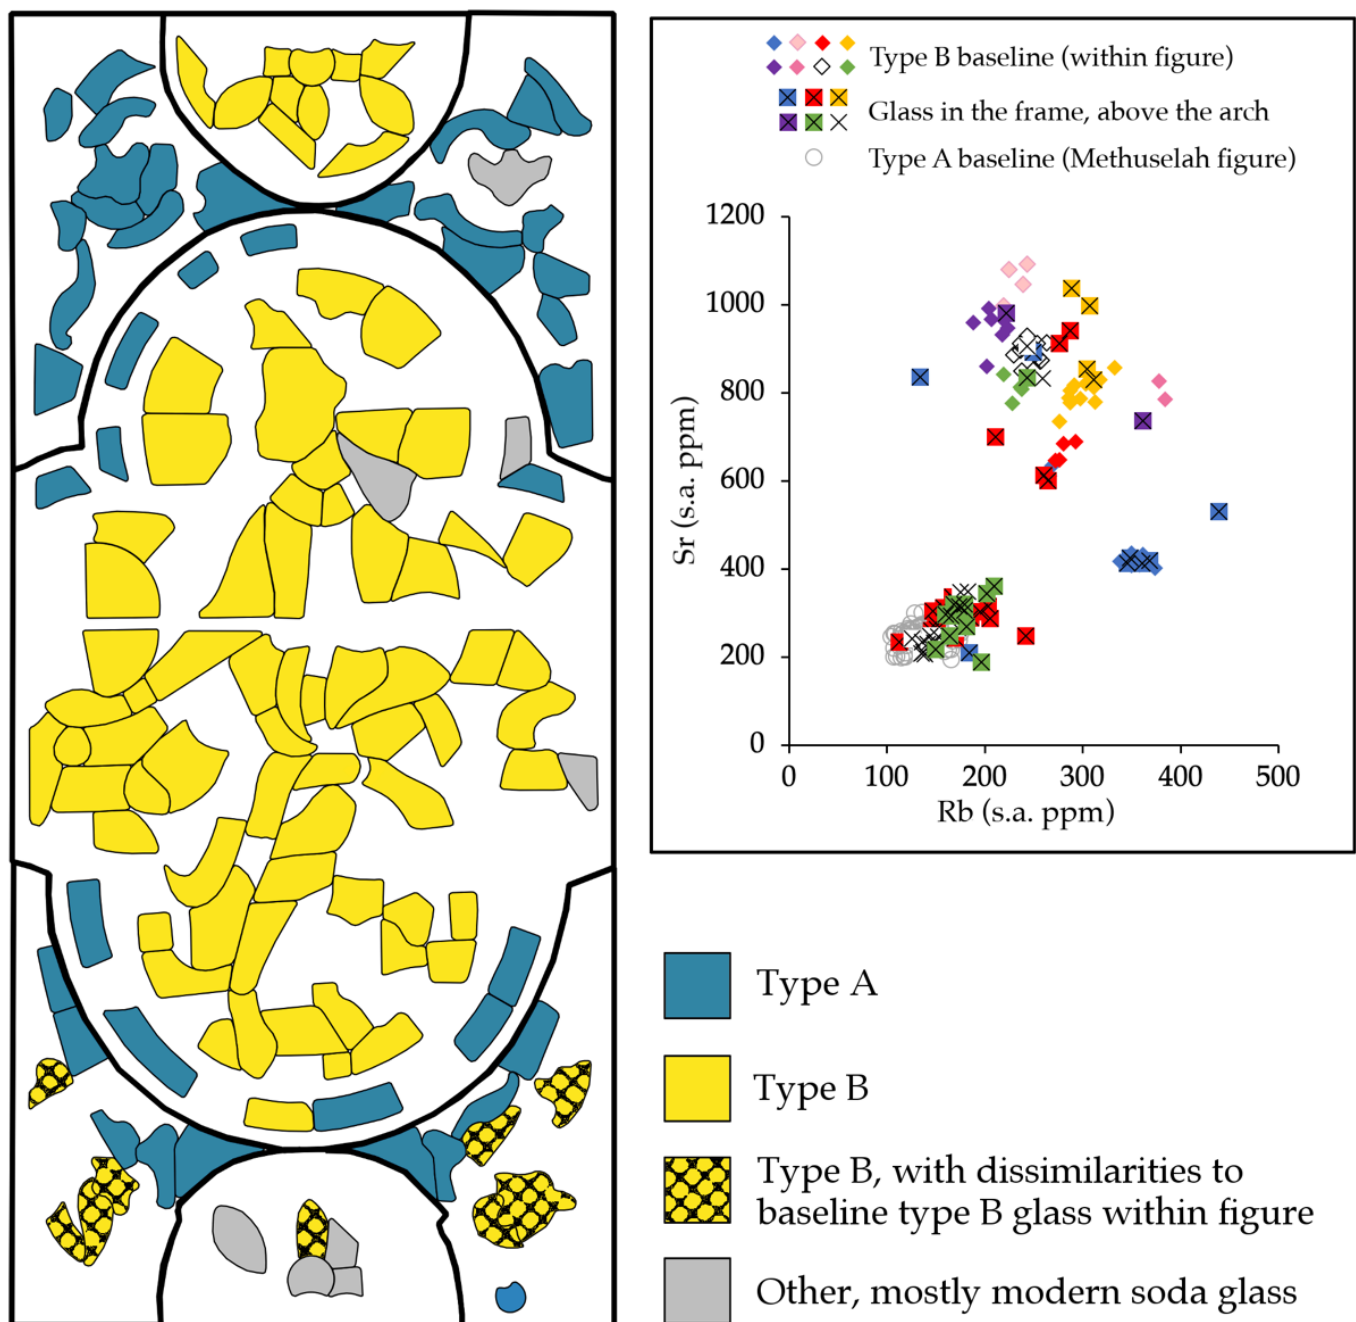 Type B baseline (within figure)
Glass in the frame, above the arch
Type A baseline (Methuselah figure)
1200
1000
800
600
400
200
0
Sr (s.a. ppm)
0 100 200 300 400 500
Rb (s.a. ppm)
Type A
Type B
Type B, with dissimilarities to
baseline type B glass within figure
Other, mostly modern soda glass